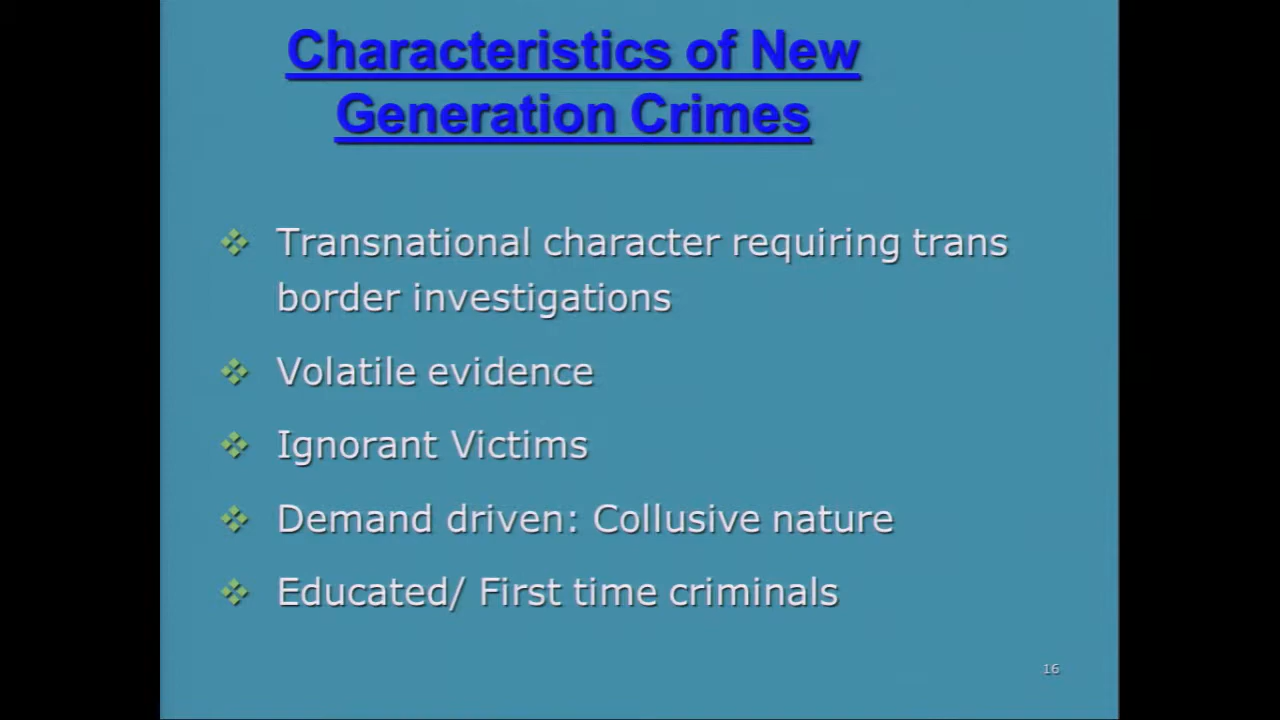 Characteristics of New
Generation Crimes
Transnational character requiring trans
border investigations
Volatile evidence
Ignorant Victims
Demand driven: Collusive nature
Educated/ First time criminals
16